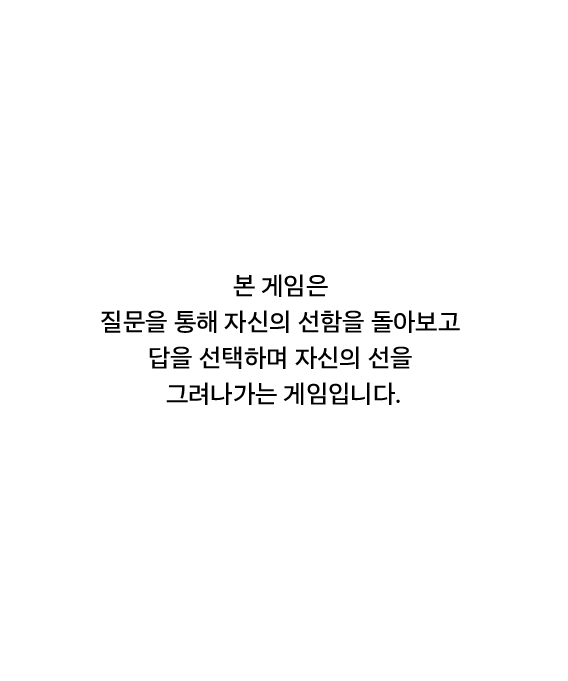 본 게임은
질문을 통해 자신의 선함을 돌아보고
답을 선택하며 자신의 선을
그려나가는 게임입니다.